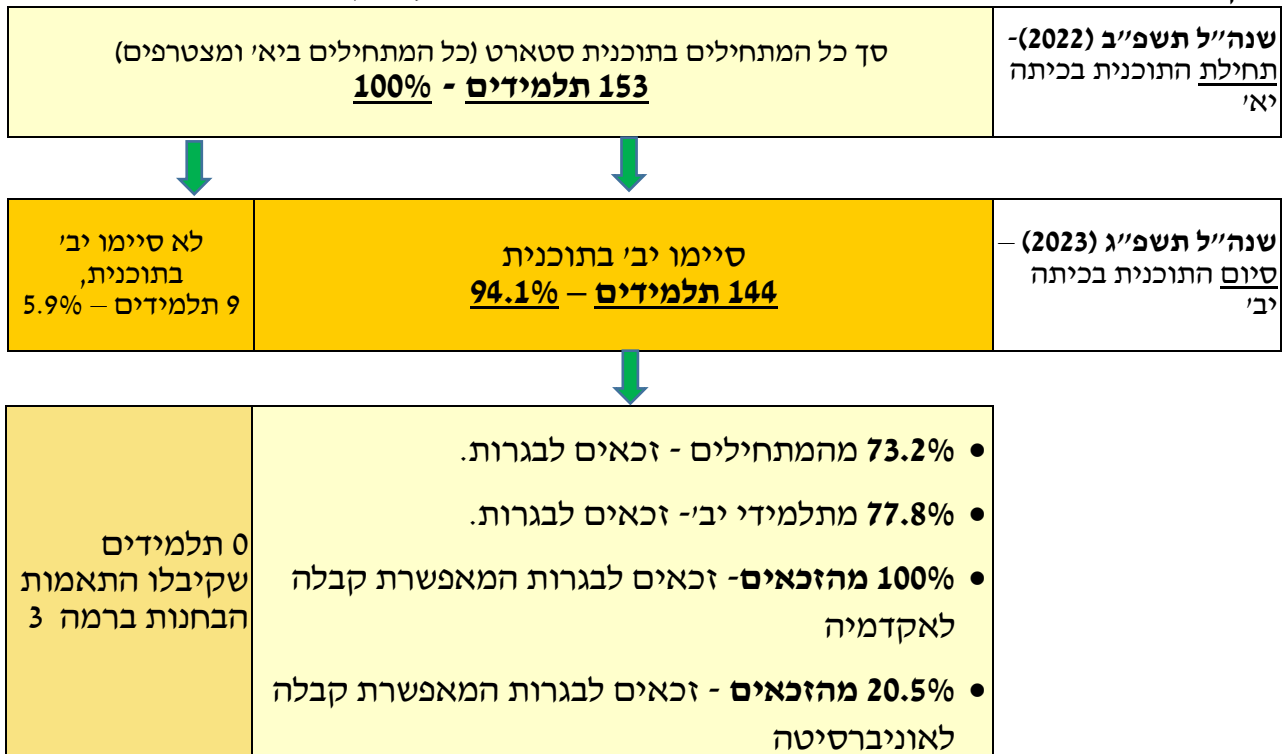 שנה"ל תשפ"ב (2022)-
תחילת התוכנית בכיתה
יא'
סך כל המתחילים בתוכנית סטארט (כל המתחילים ביא' ומצטרפים)
153 תלמידים - 100%
שנה"ל תשפ"ג (2023) –
סיום התוכנית בכיתה
יב'
סיימו יב' בתוכנית
144 תלמידים – 94.1%
לא סיימו יב'
בתוכנית,
9 תלמידים – 5.9%
• 73.2% מהמתחילים - זכאים לבגרות.
• 77.8% מתלמידי יב'- זכאים לבגרות.
• 100% מהזכאים- זכאים לבגרות המאפשרת קבלה
לאקדמיה
• 20.5% מהזכאים - זכאים לבגרות המאפשרת קבלה
לאוניברסיטה
0 תלמידים
שקיבלו התאמות
הבחנות ברמה 3